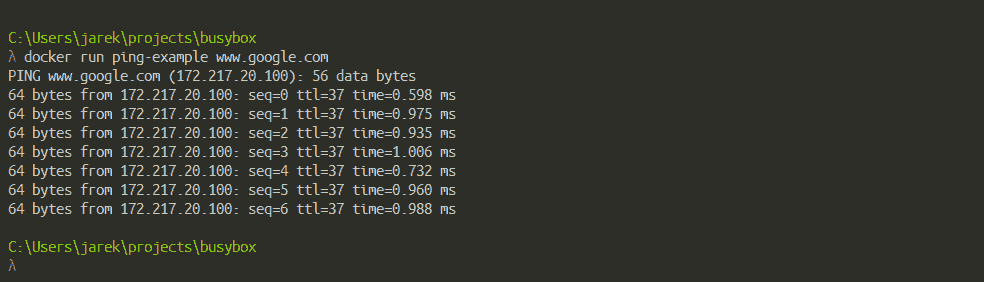 C:\Users\jarek\projects\busybox
λ docker run ping-example www.google.com
PING www.google.com (172.217.20.100): 56 data bytes
64 bytes from 172.217.20.100: seq=0 ttl=37 time=0.598 ms
64 bytes from 172.217.20.100: seq=1 ttl=37 time=0.975 ms
64 bytes from 172.217.20.100: seq=2 ttl=37 time=0.935 ms
64 bytes from 172.217.20.100: seq=3 ttl=37 time=1.006 ms
64 bytes from 172.217.20.100: seq=4 ttl=37 time=0.732 ms
64 bytes from 172.217.20.100: seq=5 ttl=37 time=0.960 ms
64 bytes from 172.217.20.100: seq=6 ttl=37 time=0.988 ms
C:\Users\jarek\projects\busybox
λ